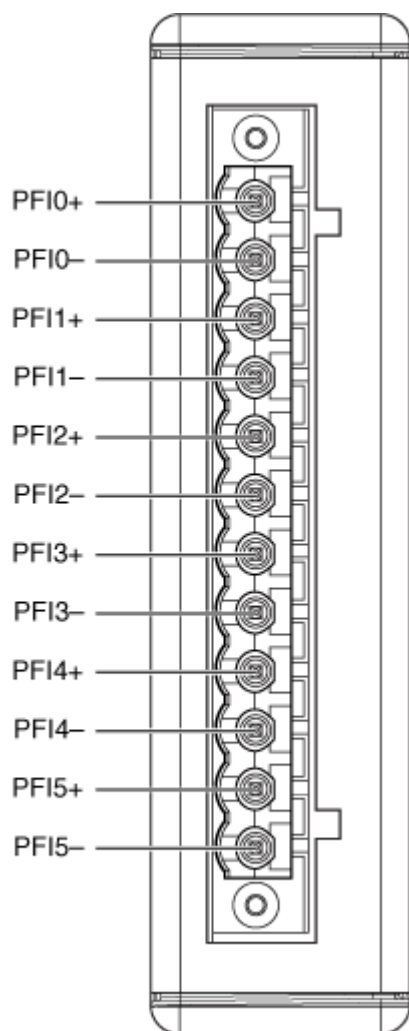 PFI0+
PFI0–
PFI1+
PFI1–
PFI2+
PFI2–
PFI3+
PFI3–
PFI4+
PFI4–
PFI5+
PFI5–